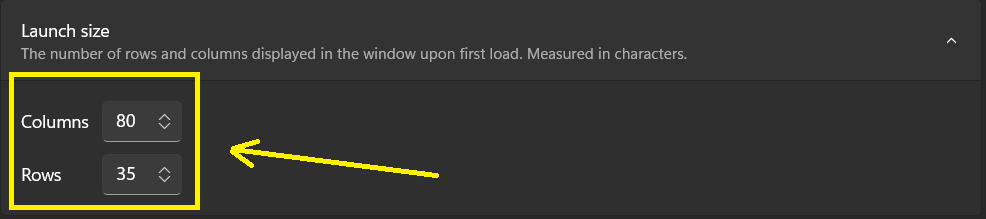 Launch size
The number of rows and columns displayed in the window upon first load. Measured in characters.
Columns 80
Rows 35